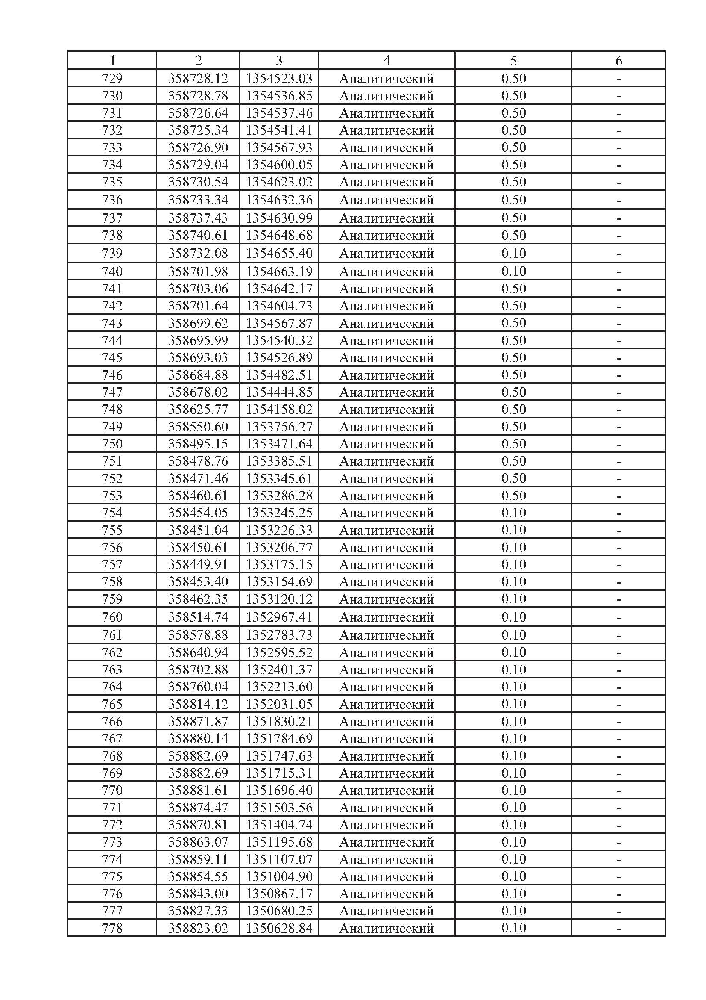 1 2 3 4 5 6
729 358728.12 1354523.03 Аналитический 0.50 -
730 358728.78 1354536.85 Аналитический 0.50 -
731 358726.64 1354537.46 Аналитический 0.50 -
732 358725.34 1354541.41 Аналитический 0.50 -
733 358726.90 1354567.93 Аналитический 0.50 -
734 358729.04 1354600.05 Аналитический 0.50 -
735 358730.54 1354623.02 Аналитический 0.50 -
736 358733.34 1354632.36 Аналитический 0.50 -
737 358737.43 1354630.99 Аналитический 0.50 -
738 358740.61 1354648.68 Аналитический 0.50 -
739 358732.08 1354655.40 Аналитический 0.10 -
740 358701.98 1354663.19 Аналитический 0.10 -
741 358703.06 1354642.17 Аналитический 0.50 -
742 358701.64 1354604.73 Аналитический 0.50 -
743 358699.62 1354567.87 Аналитический 0.50 -
744 358695.99 1354540.32 Аналитический 0.50 -
745 358693.03 1354526.89 Аналитический 0.50 -
746 358684.88 1354482.51 Аналитический 0.50 -
747 358678.02 1354444.85 Аналитический 0.50 -
748 358625.77 1354158.02 Аналитический 0.50 -
749 358550.60 1353756.27 Аналитический 0.50 -
750 358495.15 1353471.64 Аналитический 0.50 -
751 358478.76 1353385.51 Аналитический 0.50 -
752 358471.46 1353345.61 Аналитический 0.50 -
753 358460.61 1353286.28 Аналитический 0.50 -
754 358454.05 1353245.25 Аналитический 0.10 -
755 358451.04 1353226.33 Аналитический 0.10 -
756 358450.61 1353206.77 Аналитический 0.10 -
757 358449.91 1353175.15 Аналитический 0.10 -
758 358453.40 1353154.69 Аналитический 0.10 -
759 358462.35 1353120.12 Аналитический 0.10 -
760 358514.74 1352967.41 Аналитический 0.10 -
761 358578.88 1352783.73 Аналитический 0.10 -
762 358640.94 1352595.52 Аналитический 0.10 -
763 358702.88 1352401.37 Аналитический 0.10 -
764 358760.04 1352213.60 Аналитический 0.10 -
765 358814.12 1352031.05 Аналитический 0.10 -
766 358871.87 1351830.21 Аналитический 0.10 -
767 358880.14 1351784.69 Аналитический 0.10 -
768 358882.69 1351747.63 Аналитический 0.10 -
769 358882.69 1351715.31 Аналитический 0.10 -
770 358881.61 1351696.40 Аналитический 0.10 -
771 358874.47 1351503.56 Аналитический 0.10 -
772 358870.81 1351404.74 Аналитический 0.10 -
773 358863.07 1351195.68 Аналитический 0.10 -
774 358859.11 1351107.07 Аналитический 0.10 -
775 358854.55 1351004.90 Аналитический 0.10 -
776 358843.00 1350867.17 Аналитический 0.10 -
777 358827.33 1350680.25 Аналитический 0.10 -
778 358823.02 1350628.84 Аналитический 0.10 -